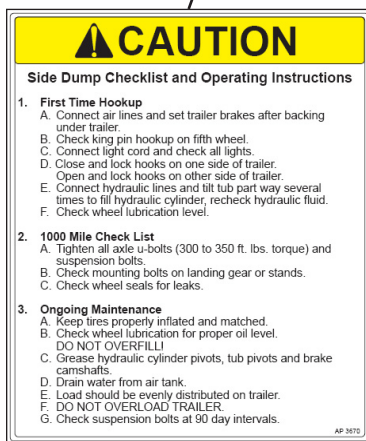 CAUTION
Side Dump Checklist and Operating Instructions
1. First Time Hookup
A. Connect air lines and set trailer brakes after backing
under trailer.
B. Check king pin hookup on fifth wheel.
C. Connect light cord and check all lights.
D. Close and lock hooks on one side of trailer.
Open and lock hooks on other side of trailer.
E. Connect hydraulic lines and tilt tub part way several
times to fill hydraulic cylinder, recheck hydraulic fluid.
F. Check wheel lubrication level.
2. 1000 Mile Check List
A. Tighten all axle u-bolts (300 to 350 ft. lbs. torque) and
suspension bolts.
B. Check mounting bolts on landing gear or stands.
C. Check wheel seals for leaks.
3. Ongoing Maintenance
A. Keep tires properly inflated and matched.
B. Check wheel lubrication for proper oil level.
DO NOT OVERFILL!
C. Grease hydraulic cylinder pivots, tub pivots and brake
camshafts.
D. Drain water from air tank.
E. Load should be evenly distributed on trailer.
F. DO NOT OVERLOAD TRAILER.
G. Check suspension bolts at 90 day intervals.
AP 3670